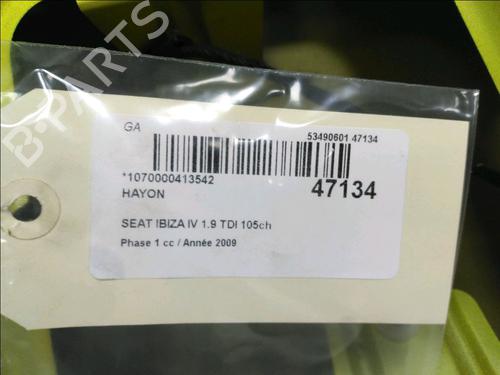 B-PARTS
GA
53490601 47134
*1070000413542
47134
HAYON
SEAT IBIZA IV 1.9 TDI 105ch
Phase 1 cc / Année 2009